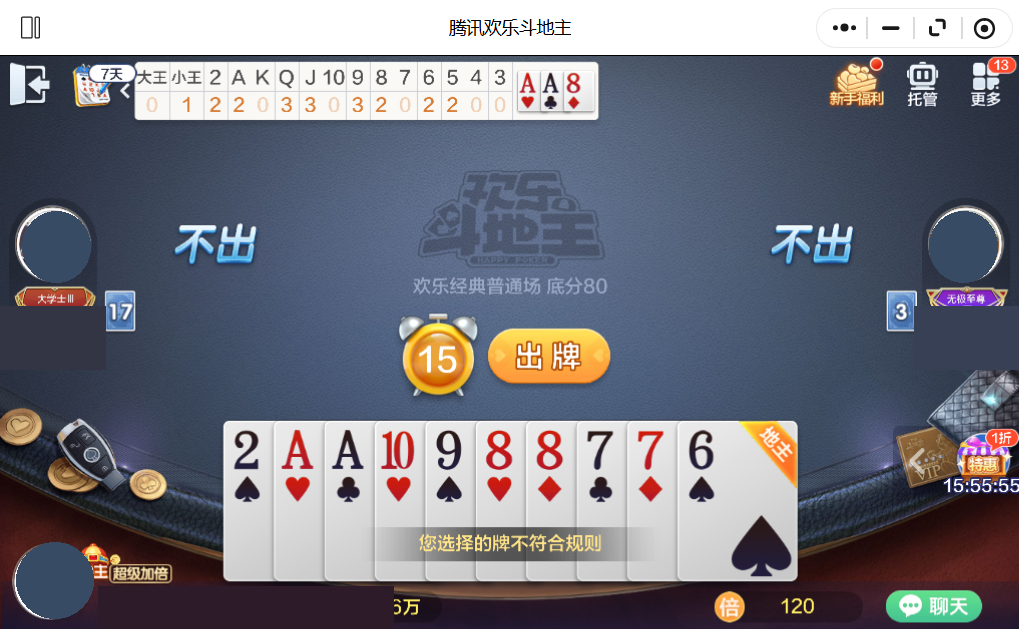 腾讯欢乐斗地主
7天
大王 小王 2 A K Q J 10 9 8 7 6 5 4 3
0 1 2 2 0 3 3 0 3 2 0 2 2 0 0
A A 8
新手福利
托管
13
更多
欢乐斗地主
HAPPY POKER
不出
不出
欢乐经典普通场 底分80
大学士III
无极至尊
17
3
15
出牌
2 A A 10 9 8 8 7 7 6
地主
您选择的牌不符合规则
VIP
1折
特惠
15:55:55
主
超级加倍
6万
倍
120
聊天